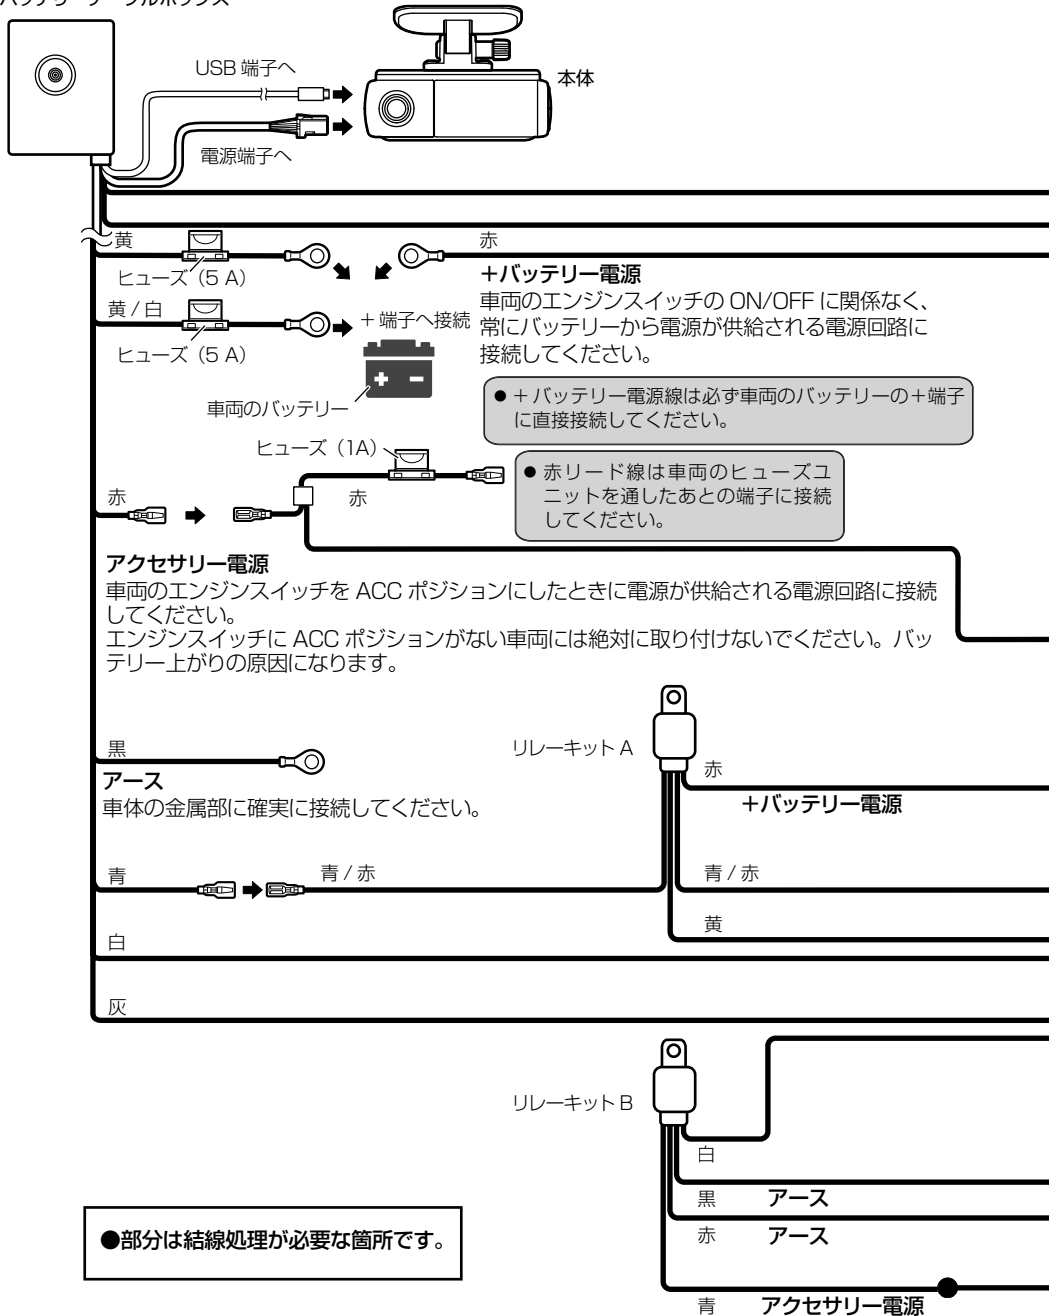 バッテリーケーブルボックス
USB 端子へ
本体
電源端子へ
黄
赤
ヒューズ（5 A）
＋バッテリー電源
車両のエンジンスイッチの ON/OFF に関係なく、
常にバッテリーから電源が供給される電源回路に
接続してください。
黄 / 白
＋ 端子へ接続
ヒューズ（5 A）
車両のバッテリー
● ＋バッテリー電源線は必ず車両のバッテリーの＋端子
に直接接続してください。
ヒューズ（1A）
● 赤リード線は車両のヒューズユ
ニットを通したあとの端子に接続
してください。
赤
赤
アクセサリー電源
車両のエンジンスイッチを ACC ポジションにしたときに電源が供給される電源回路に接続
してください。
エンジンスイッチに ACC ポジションがない車両には絶対に取り付けないでください。バッ
テリー上がりの原因になります。
黒
アース
車体の金属部に確実に接続してください。
リレーキット A
赤
＋バッテリー電源
青
青 / 赤
青 / 赤
黄
白
灰
リレーキット B
白
黒 アース
赤 アース
●部分は結線処理が必要な箇所です。
青 アクセサリー電源